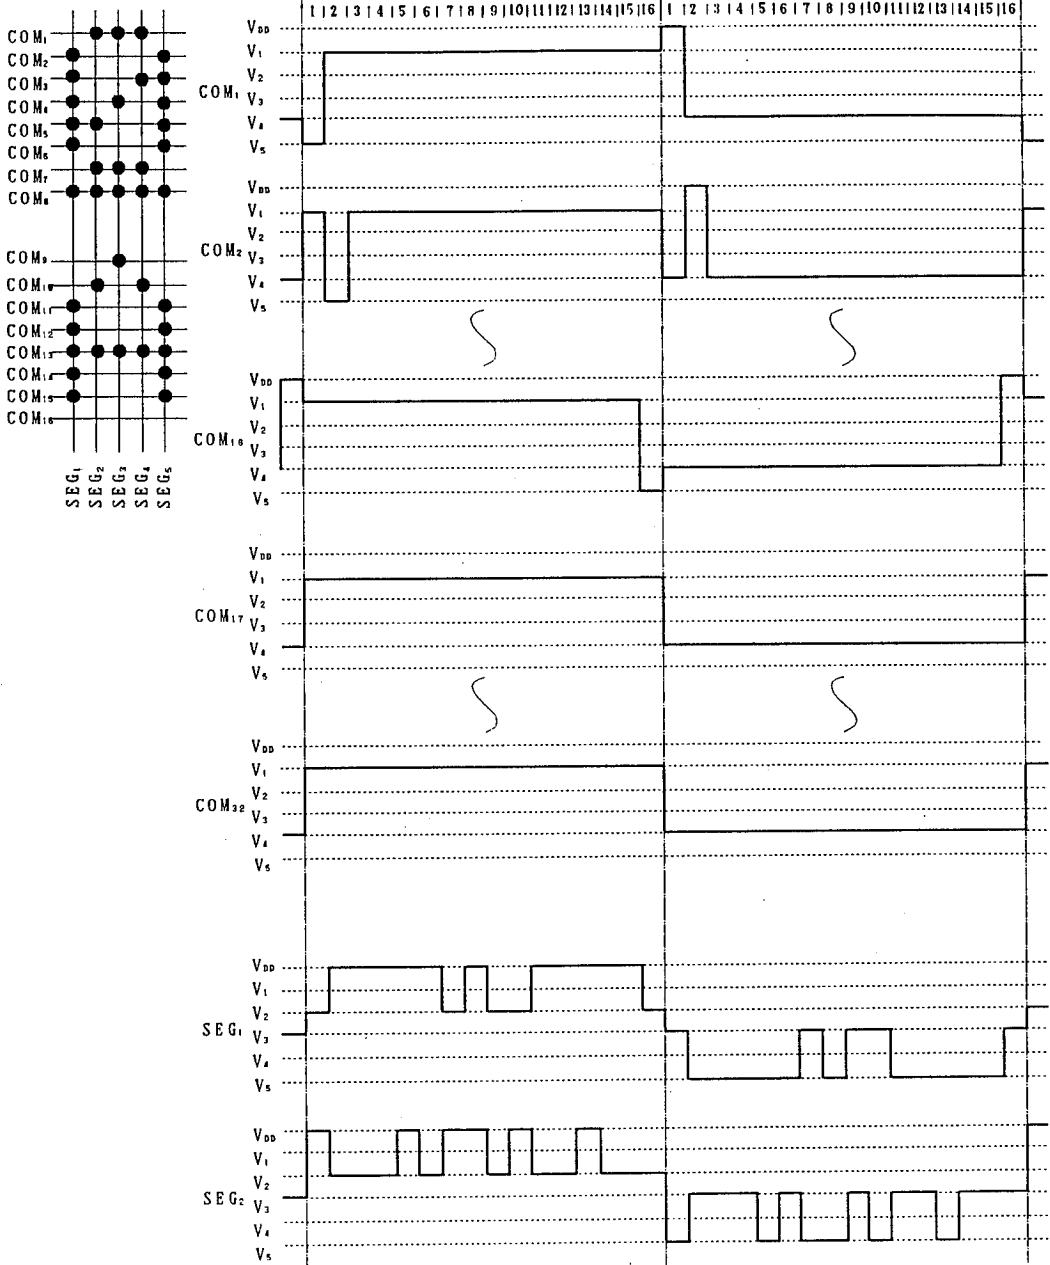 1 | 2 | 3 | 4 | 5 | 6 | 7 | 8 | 9 |10|11|12|13|14|15|16 1 | 2 | 3 | 4 | 5 | 6 | 7 | 8 | 9 |10|11|12|13|14|15|16
COM₁
COM₂
COM₃
COM₄
COM₅
COM₆
COM₇
COM₈
COM₉
COM₁₀
COM₁₁
COM₁₂
COM₁₃
COM₁₄
COM₁₅
COM₁₆
SEG₁
SEG₂
SEG₃
SEG₄
SEG₅
VDD
V₁
V₂
COM₁ V₃
V₄
V₅
VDD
V₁
V₂
COM₂ V₃
V₄
V₅
VDD
V₁
V₂
COM₁₆
V₃
V₄
V₅
VDD
V₁
V₂
COM₁₇ V₃
V₄
V₅
VDD
V₁
V₂
COM₃₂
V₃
V₄
V₅
VDD
V₁
V₂
SEG₁
V₃
V₄
V₅
VDD
V₁
V₂
SEG₂
V₃
V₄
V₅